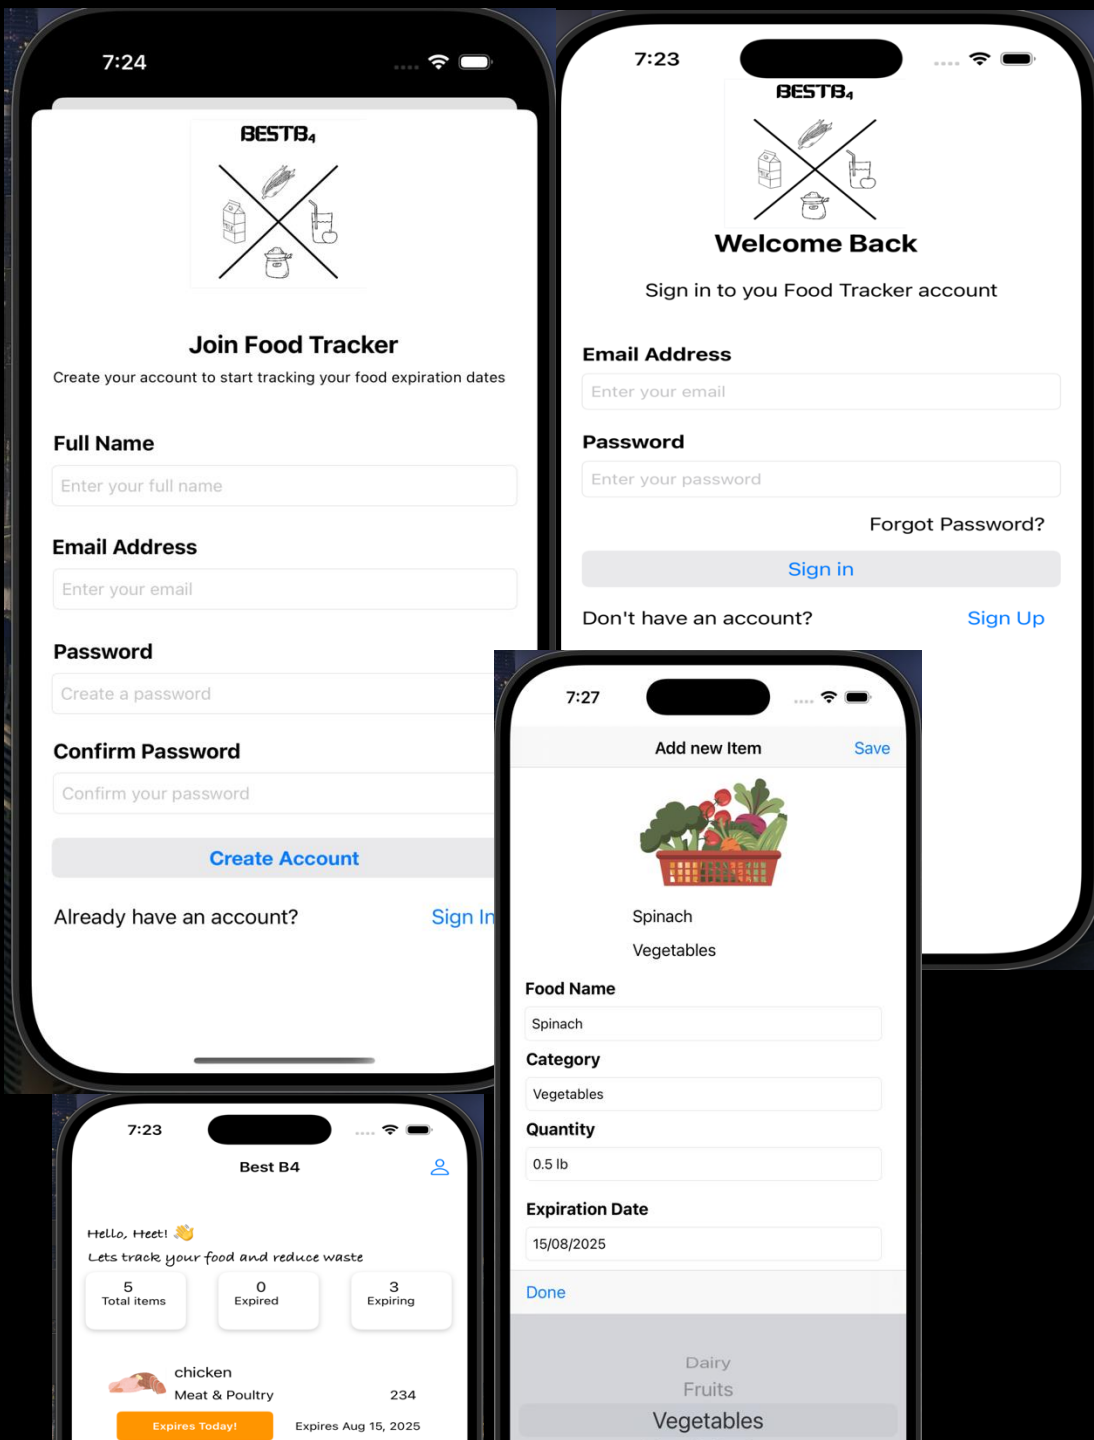 7:24
BESTB4
Join Food Tracker
Create your account to start tracking your food expiration dates
Full Name
Enter your full name
Email Address
Enter your email
Password
Create a password
Confirm Password
Confirm your password
Create Account
Already have an account?
Sign In
7:23
BESTB4
Welcome Back
Sign in to you Food Tracker account
Email Address
Enter your email
Password
Enter your password
Forgot Password?
Sign in
Don't have an account?
Sign Up
7:27
Add new Item
Save
Spinach
Vegetables
Food Name
Spinach
Category
Vegetables
Quantity
0.5 lb
Expiration Date
15/08/2025
Done
Dairy
Fruits
Vegetables
7:23
Best B4
Hello, Heet! 👋
Lets track your food and reduce waste
5
Total items
0
Expired
3
Expiring
chicken
Meat & Poultry
234
Expires Today!
Expires Aug 15, 2025